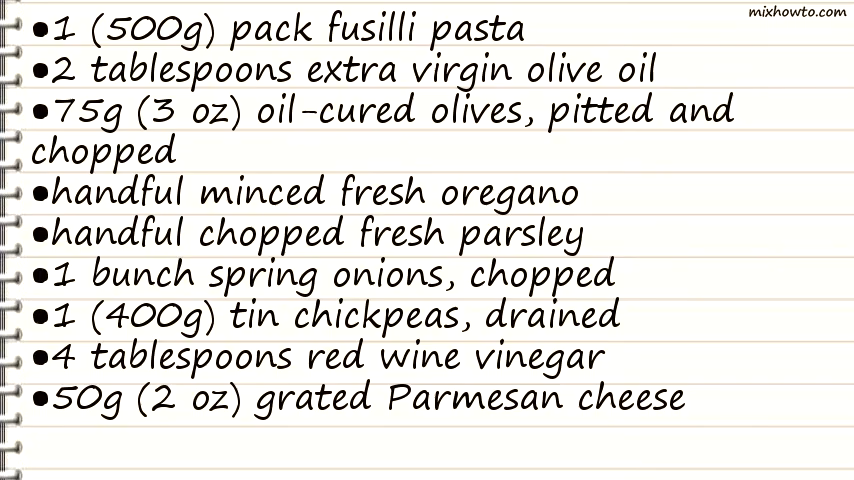 mixhowto.com
•1 (500g) pack fusilli pasta
•2 tablespoons extra virgin olive oil
•75g (3 oz) oil-cured olives, pitted and
chopped
•handful minced fresh oregano
•handful chopped fresh parsley
•1 bunch spring onions, chopped
•1 (400g) tin chickpeas, drained
•4 tablespoons red wine vinegar
•50g (2 oz) grated Parmesan cheese